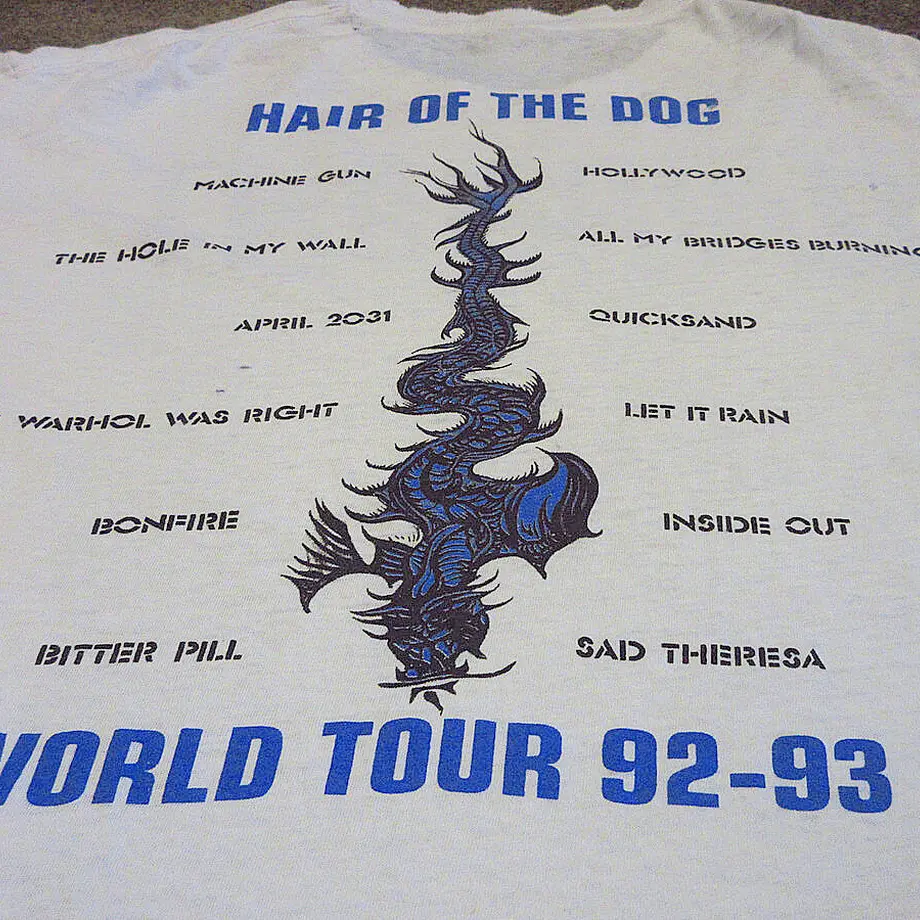 HAIR OF THE DOG
MACHINE GUN
HOLLYWOOD
THE HOLE IN MY WALL
ALL MY BRIDGES BURNING
APRIL 2031
QUICKSAND
WARHOL WAS RIGHT
LET IT RAIN
BONFIRE
INSIDE OUT
BITTER PILL
SAD THERESA
WORLD TOUR 92-93